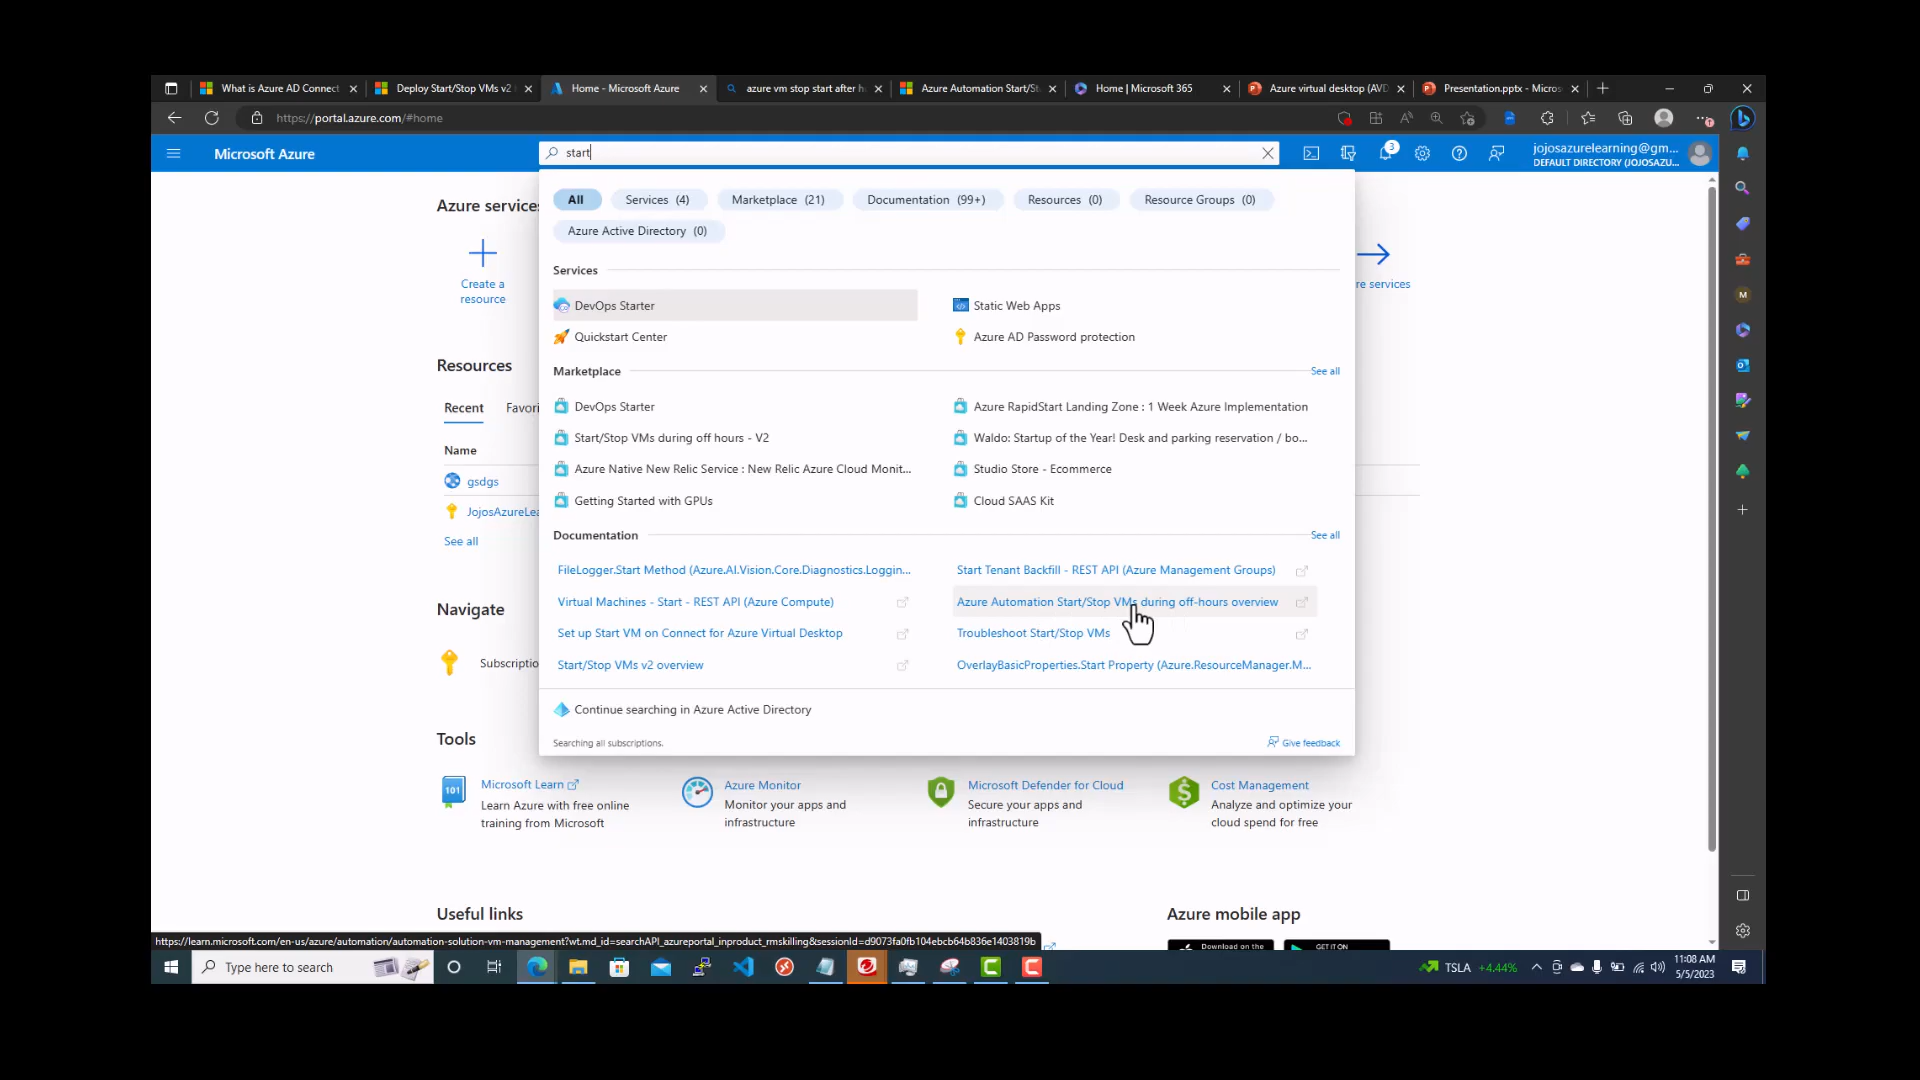 What is Azure AD Connect
Deploy Start/Stop VMs v2
Home - Microsoft Azure
azure vm stop start after h
Azure Automation Start/St
Home | Microsoft 365
Azure virtual desktop (AVD
Presentation.pptx - Micros
https://portal.azure.com/#home
Microsoft Azure
start
3
jojosazurelearning@gm...
DEFAULT DIRECTORY (JOJOSAZU...
All
Services (4)
Marketplace (21)
Documentation (99+)
Resources (0)
Resource Groups (0)
Azure Active Directory (0)
Azure services
Create a
resource
re services
Services
DevOps Starter
Static Web Apps
Quickstart Center
Azure AD Password protection
Resources
Marketplace
See all
Recent
Favori
DevOps Starter
Azure RapidStart Landing Zone : 1 Week Azure Implementation
Start/Stop VMs during off hours - V2
Waldo: Startup of the Year! Desk and parking reservation / bo...
Name
Azure Native New Relic Service : New Relic Azure Cloud Monit...
Studio Store - Ecommerce
gsdgs
Getting Started with GPUs
Cloud SAAS Kit
JojosAzureLea
See all
Documentation
See all
FileLogger.Start Method (Azure.AI.Vision.Core.Diagnostics.Loggin...
Start Tenant Backfill - REST API (Azure Management Groups)
Virtual Machines - Start - REST API (Azure Compute)
Azure Automation Start/Stop VMs during off-hours overview
Navigate
Set up Start VM on Connect for Azure Virtual Desktop
Troubleshoot Start/Stop VMs
Subscriptio
Start/Stop VMs v2 overview
OverlayBasicProperties.Start Property (Azure.ResourceManager.M...
Continue searching in Azure Active Directory
Searching all subscriptions.
Give feedback
Tools
101
Microsoft Learn
Learn Azure with free online
training from Microsoft
Azure Monitor
Monitor your apps and
infrastructure
Microsoft Defender for Cloud
Secure your apps and
infrastructure
Cost Management
Analyze and optimize your
cloud spend for free
Useful links
Azure mobile app
Download on the
GET IT ON
https://learn.microsoft.com/en-us/azure/automation/automation-solution-vm-management?wt.md_id=searchAPI_azureportal_inproduct_rmskilling&sessionId=d9073fa0fb104ebcb64b836e1403819b
Type here to search
TSLA +4.44%
11:08 AM
5/5/2023
M